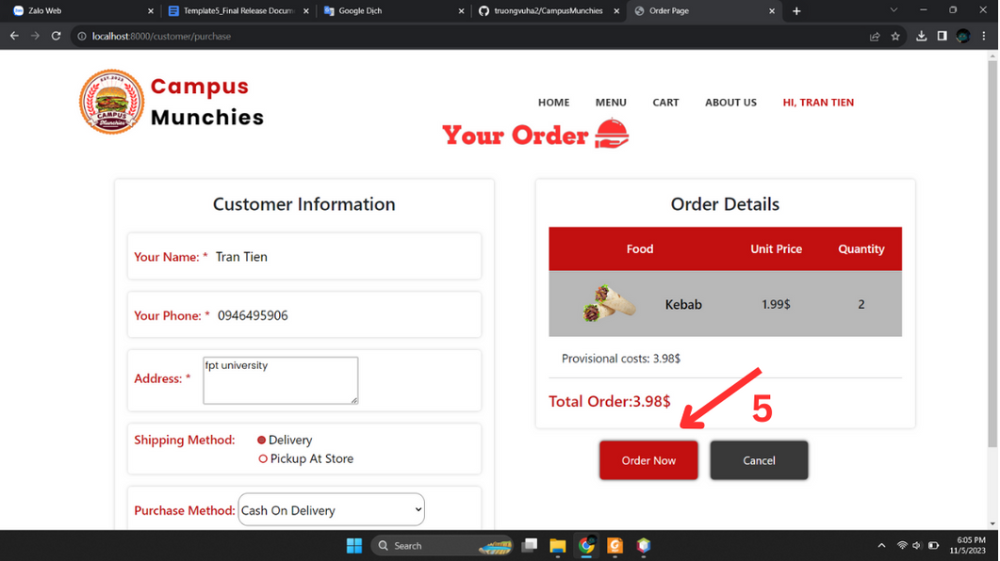 Zalo Web
Template5_Final Release Docum
Google Dịch
truongvuha2/CampusMunchies
Order Page
localhost:8000/customer/purchase
EST.2023
CAMPUS
Munchies
Campus
Munchies
HOME MENU CART ABOUT US HI, TRAN TIEN
Your Order
Customer Information
Your Name: * Tran Tien
Your Phone: * 0946495906
Address: * fpt university
Shipping Method: Delivery
Pickup At Store
Purchase Method: Cash On Delivery
Order Details
Food Unit Price Quantity
Kebab 1.99$ 2
Provisional costs: 3.98$
Total Order:3.98$
5
Order Now Cancel
Search
6:05 PM
11/5/2023